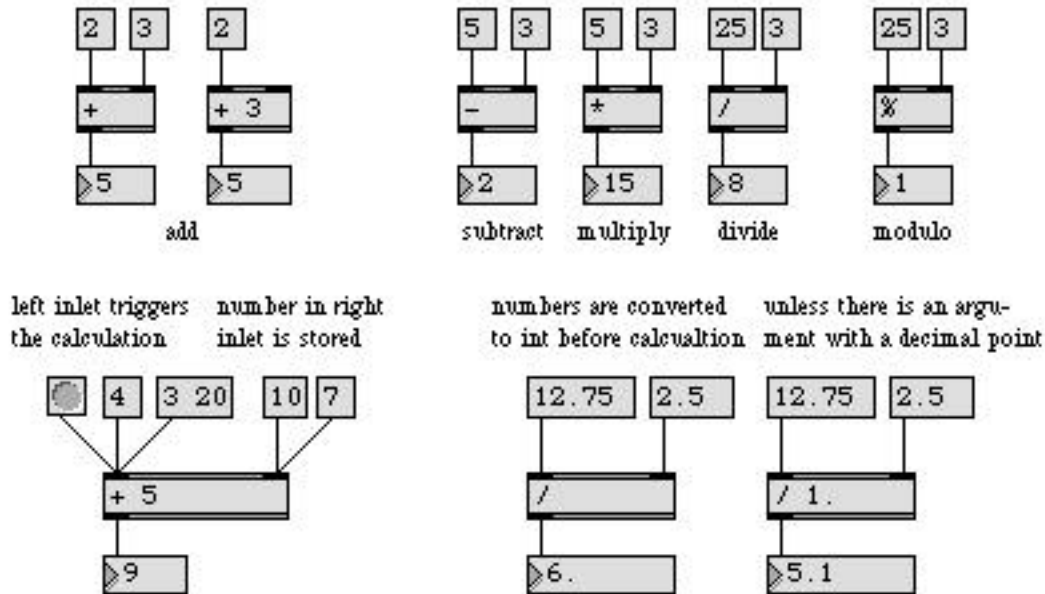 2 3 2
+ + 3
5 5
add
5 3 5 3 25 3 25 3
- * / %
2 15 8 1
subtract multiply divide modulo
left inlet triggers
the calculation
number in right
inlet is stored
4 3 20 10 7
+ 5
9
numbers are converted
to int before calcualtion
unless there is an argu-
ment with a decimal point
12.75 2.5 12.75 2.5
/ / 1.
6. 5.1